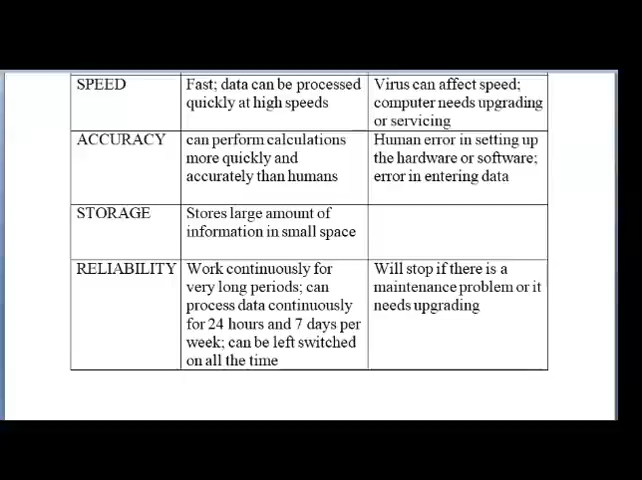 SPEED
Fast; data can be processed
quickly at high speeds
Virus can affect speed;
computer needs upgrading
or servicing
ACCURACY
can perform calculations
more quickly and
accurately than humans
Human error in setting up
the hardware or software;
error in entering data
STORAGE
Stores large amount of
information in small space
RELIABILITY
Work continuously for
very long periods; can
process data continuously
for 24 hours and 7 days per
week; can be left switched
on all the time
Will stop if there is a
maintenance problem or it
needs upgrading